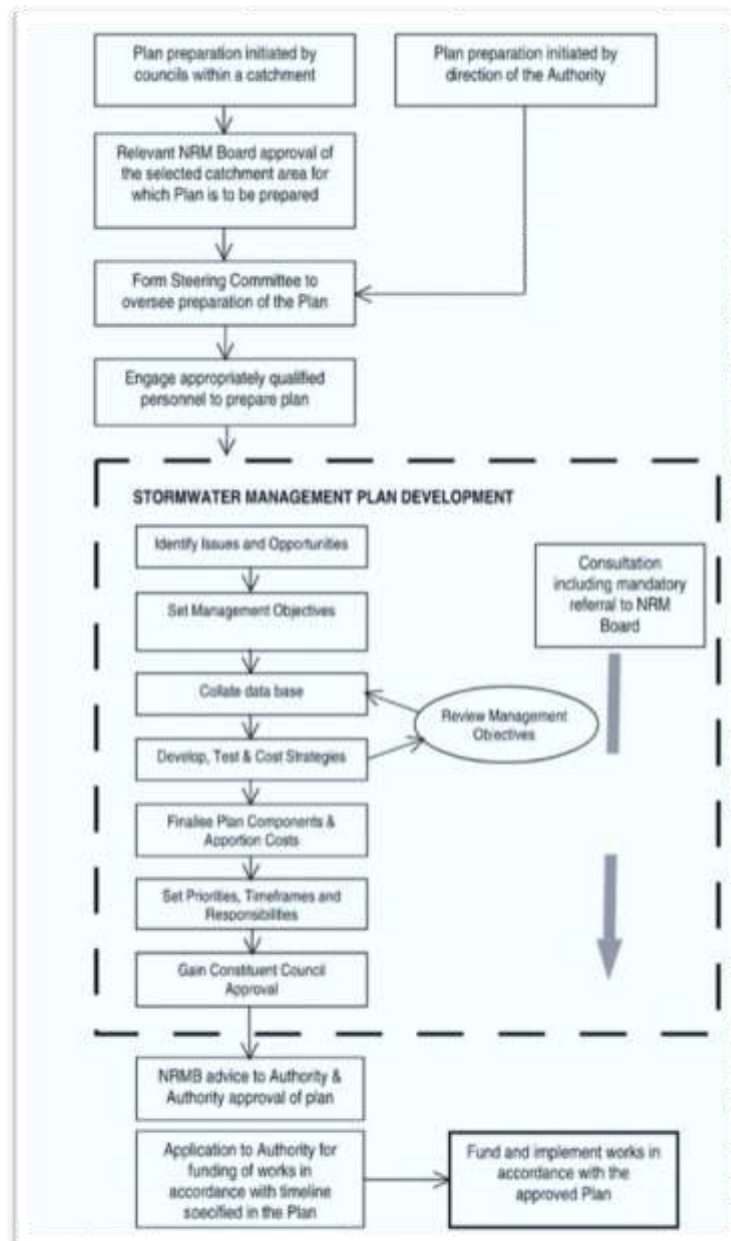 Plan preparation initiated by
councils within a catchment
Plan preparation initiated by
direction of the Authority
Relevant NRM Board approval of
the selected catchment area for
which Plan is to be prepared
Form Steering Committee to
oversee preparation of the Plan
Engage appropriately qualified
personnel to prepare plan
STORMWATER MANAGEMENT PLAN DEVELOPMENT
Identify Issues and Opportunities
Set Management Objectives
Collate data base
Develop, Test & Cost Strategies
Review Management
Objectives
Consultation
including mandatory
referral to NRM
Board
Finalise Plan Components &
Apportion Costs
Set Priorities, Timeframes and
Responsibilities
Gain Constituent Council
Approval
NRMB advice to Authority &
Authority approval of plan
Application to Authority for
funding of works in
accordance with timeline
specified in the Plan
Fund and implement works in
accordance with the
approved Plan